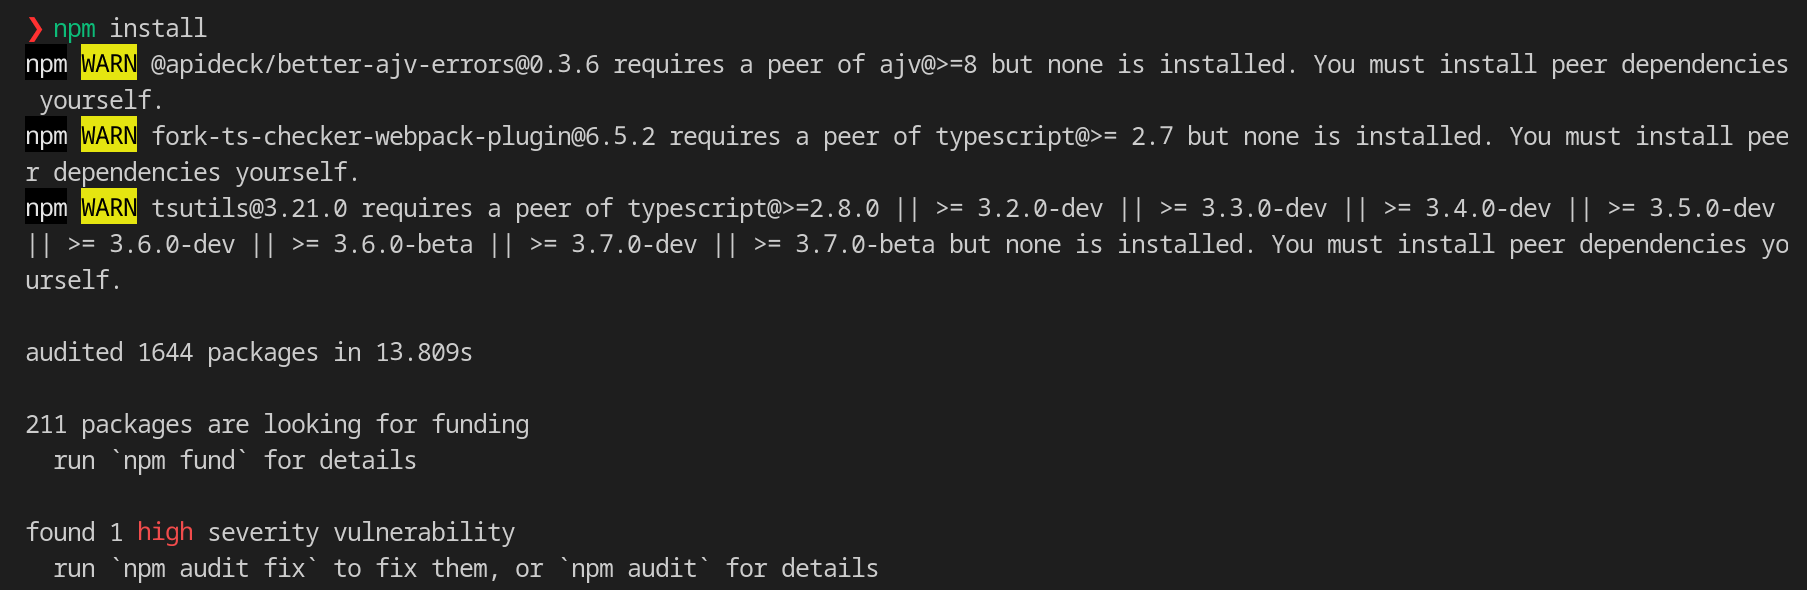 ❯ npm install
npm WARN @apideck/better-ajv-errors@0.3.6 requires a peer of ajv@>=8 but none is installed. You must install peer dependencies
 yourself.
npm WARN fork-ts-checker-webpack-plugin@6.5.2 requires a peer of typescript@>= 2.7 but none is installed. You must install pee
r dependencies yourself.
npm WARN tsutils@3.21.0 requires a peer of typescript@>=2.8.0 || >= 3.2.0-dev || >= 3.3.0-dev || >= 3.4.0-dev || >= 3.5.0-dev
|| >= 3.6.0-dev || >= 3.6.0-beta || >= 3.7.0-dev || >= 3.7.0-beta but none is installed. You must install peer dependencies yo
urself.

audited 1644 packages in 13.809s

211 packages are looking for funding
  run `npm fund` for details

found 1 high severity vulnerability
  run `npm audit fix` to fix them, or `npm audit` for details